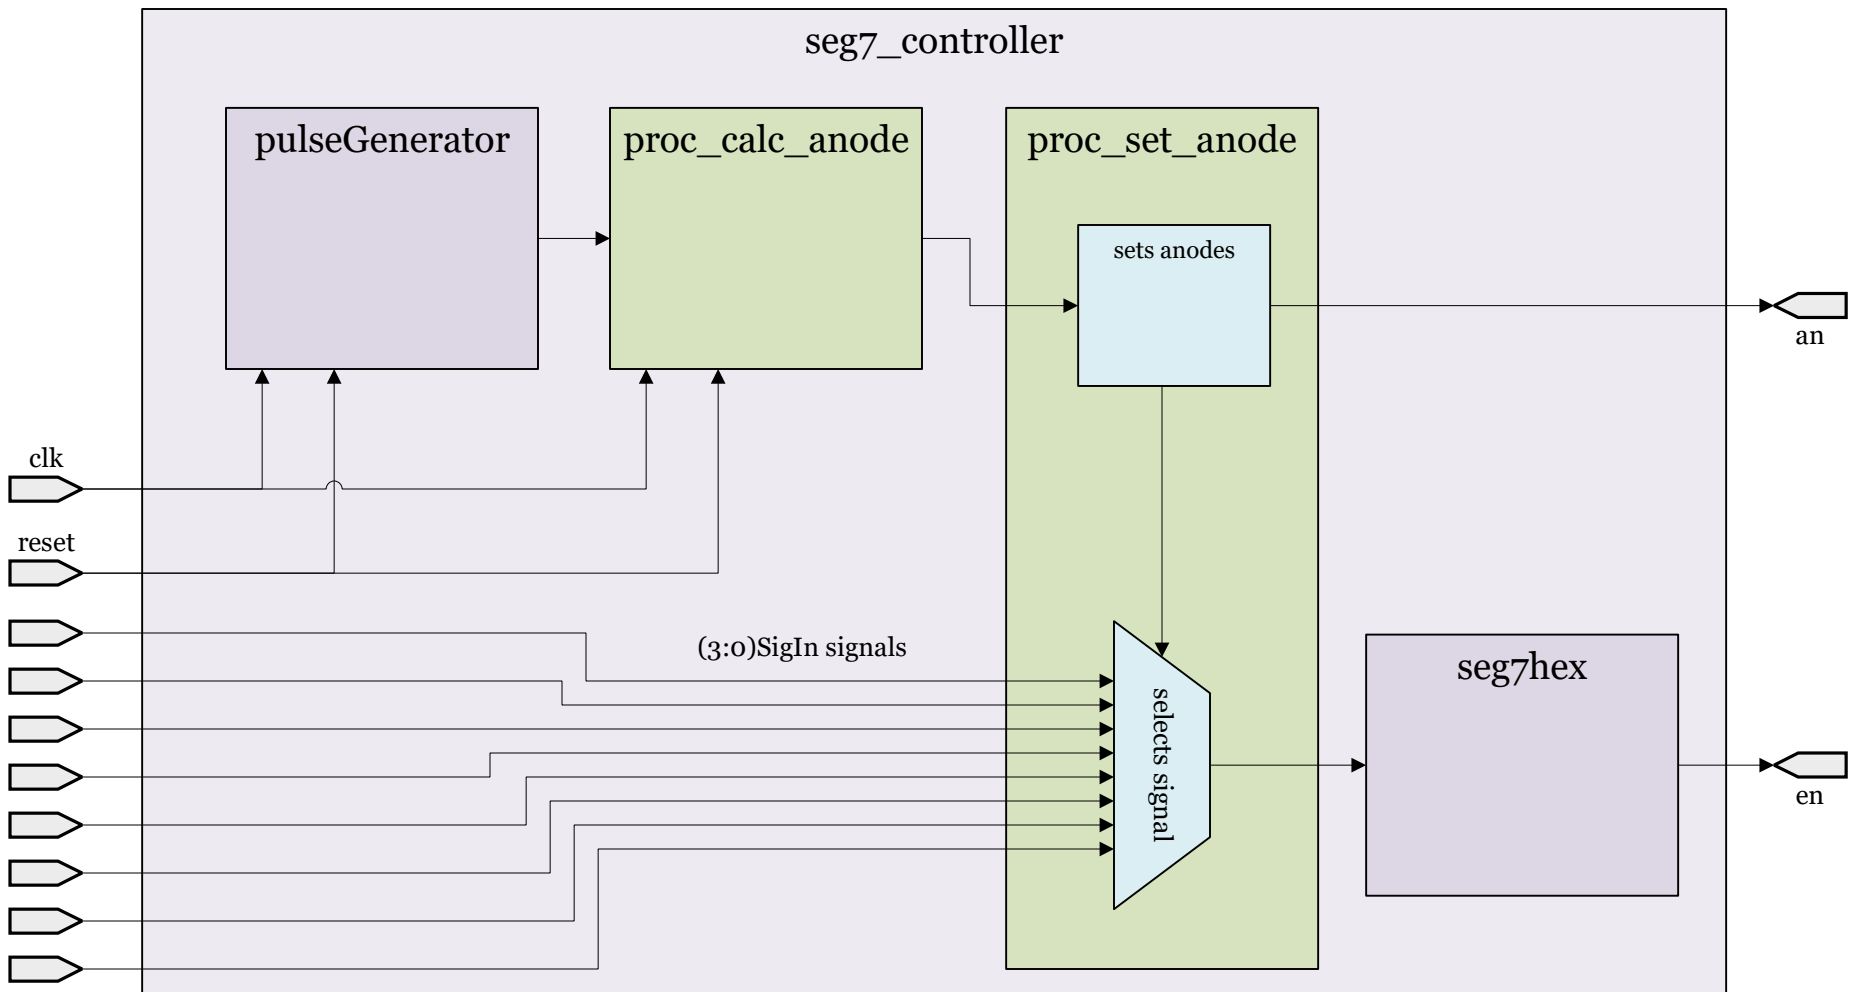 seg7_controller
pulseGenerator
proc_calc_anode
proc_set_anode
sets anodes
an
clk
reset
(3:0)SigIn signals
selects signal
seg7hex
en